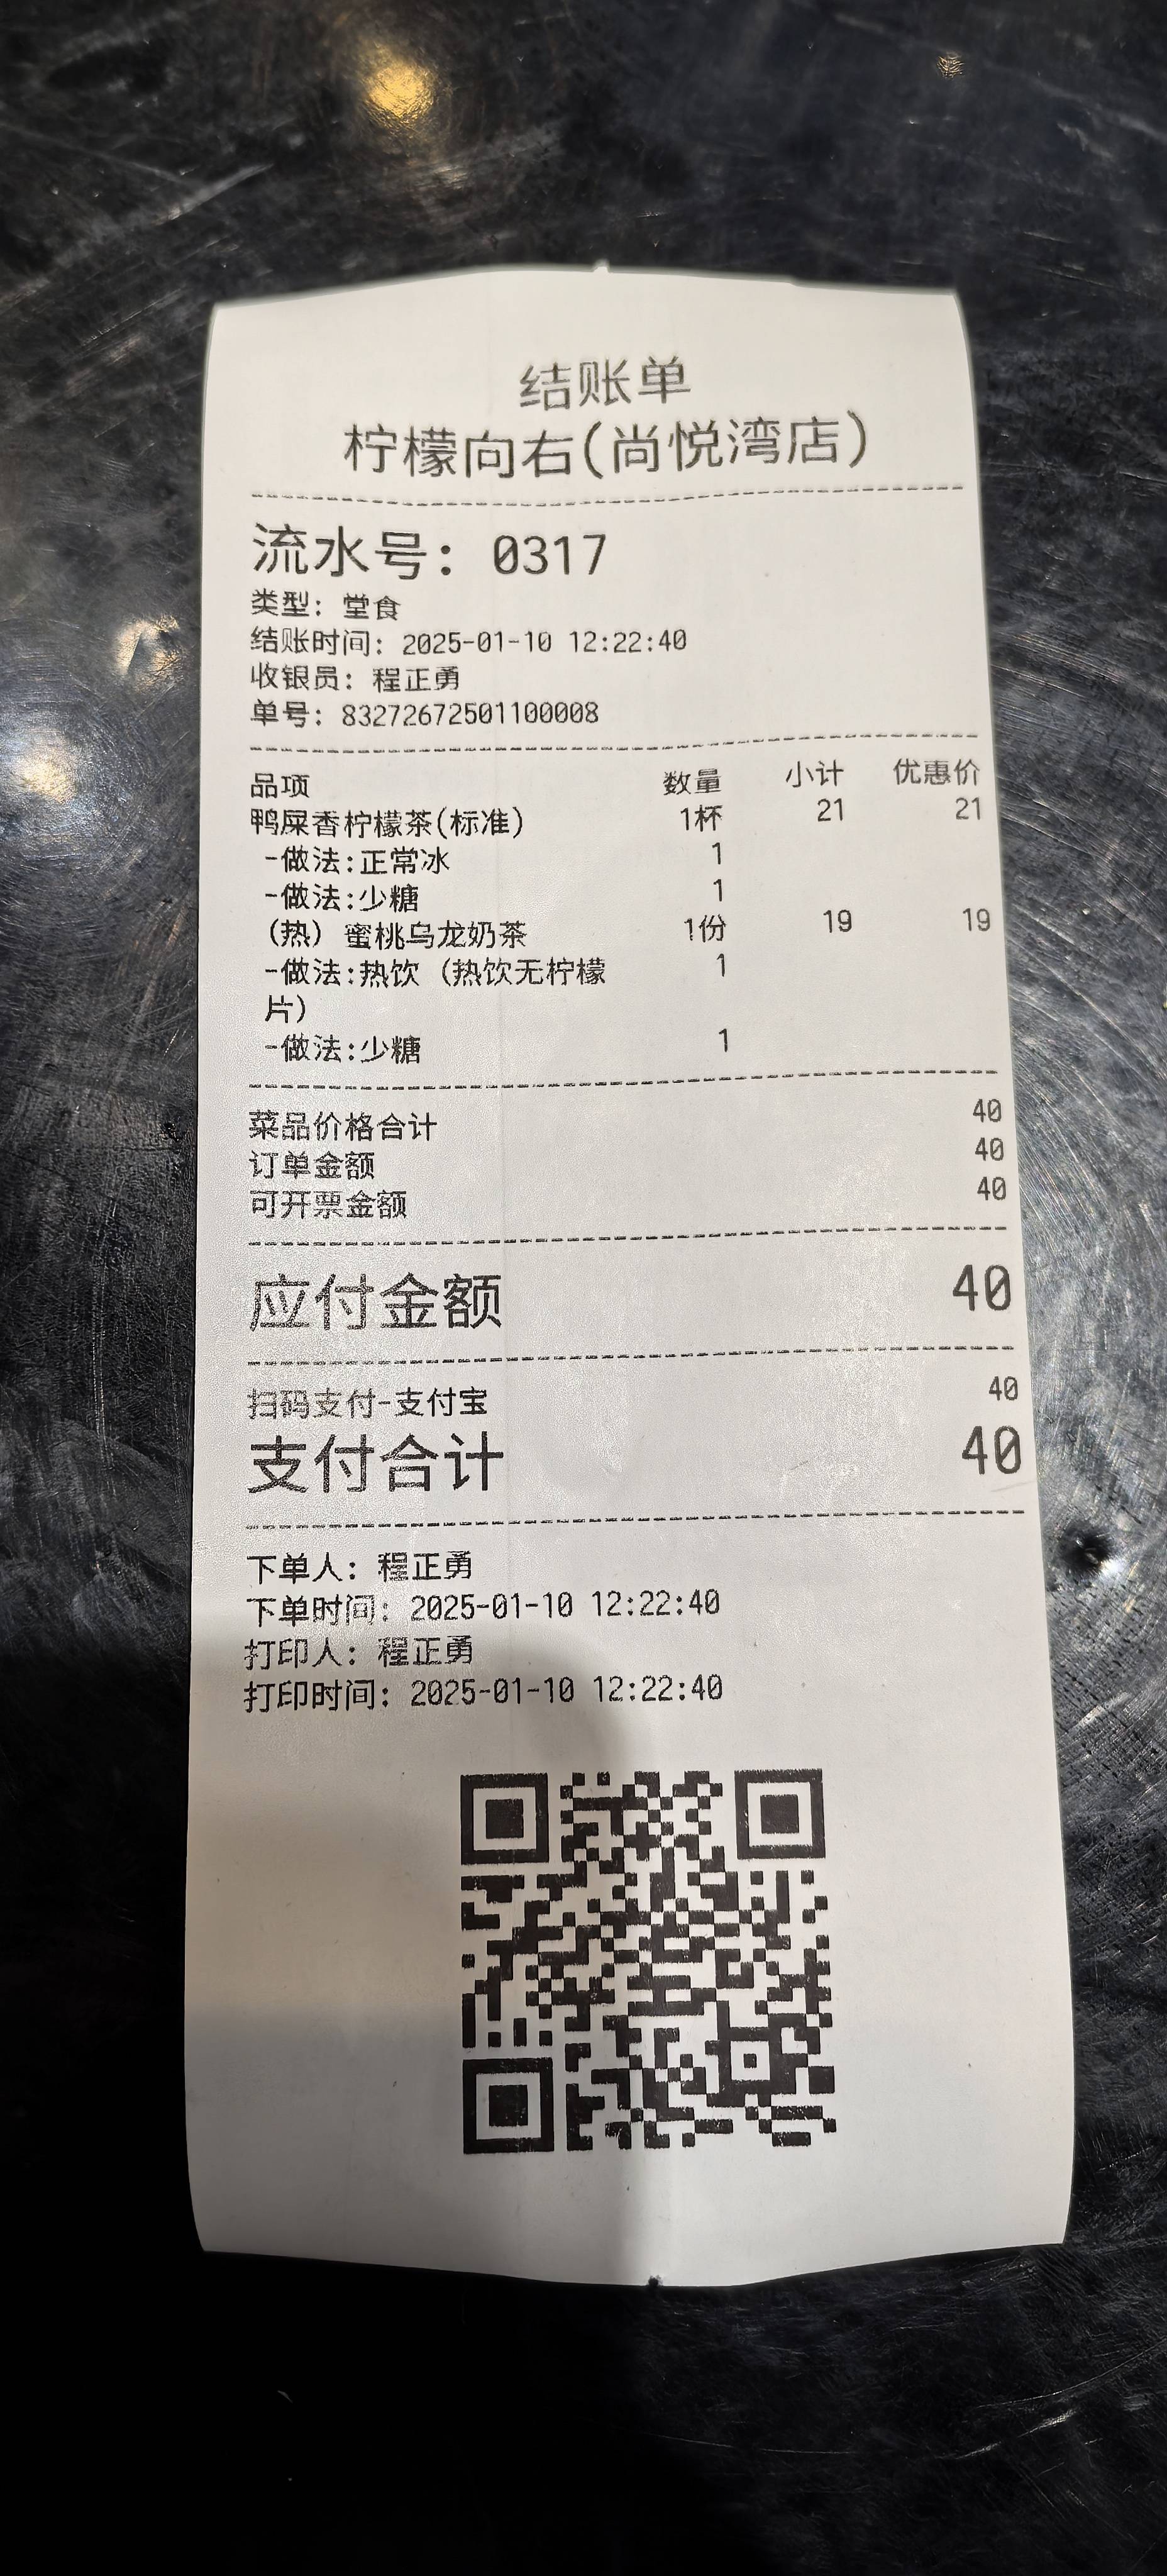 结账单
柠檬向右(尚悦湾店)
流水号: 0317
类型: 堂食
结账时间: 2025-01-10 12:22:40
收银员: 程正勇
单号: 83272672501100008
品项 数量 小计 优惠价
鸭屎香柠檬茶(标准) 1杯 21 21
-做法:正常冰 1
-做法:少糖 1
(热) 蜜桃乌龙奶茶 1份 19 19
-做法:热饮 (热饮无柠檬 1
片)
-做法:少糖 1
菜品价格合计 40
订单金额 40
可开票金额 40
应付金额 40
扫码支付-支付宝 40
支付合计 40
下单人: 程正勇
下单时间: 2025-01-10 12:22:40
打印人: 程正勇
打印时间: 2025-01-10 12:22:40